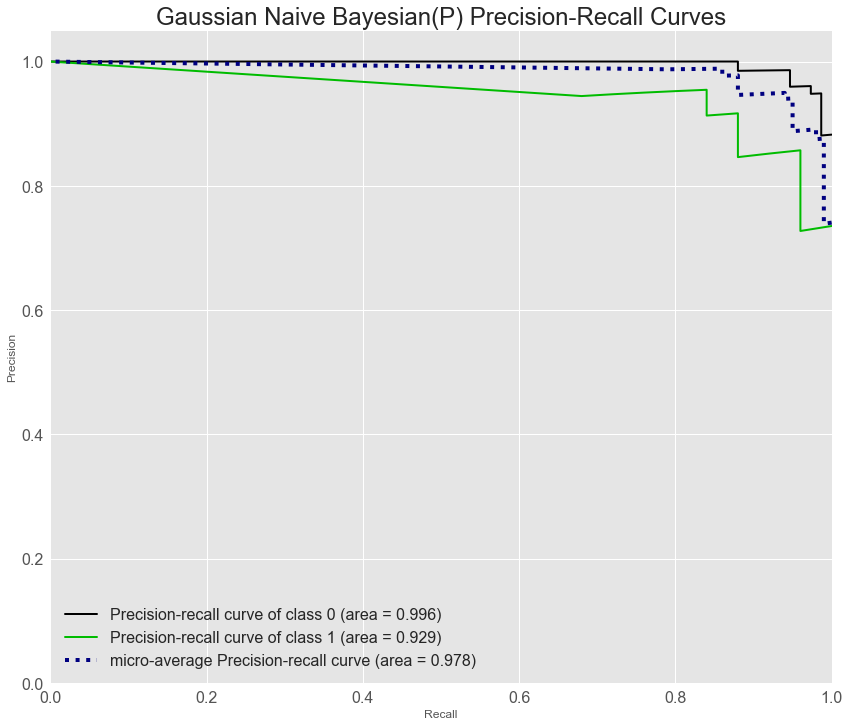 Gaussian Naive Bayesian(P) Precision-Recall Curves
1.0
0.8
0.6
0.4
0.2
0.0
Precision
Precision-recall curve of class 0 (area = 0.996)
Precision-recall curve of class 1 (area = 0.929)
micro-average Precision-recall curve (area = 0.978)
0.0 0.2 0.4 0.6 0.8 1.0
Recall